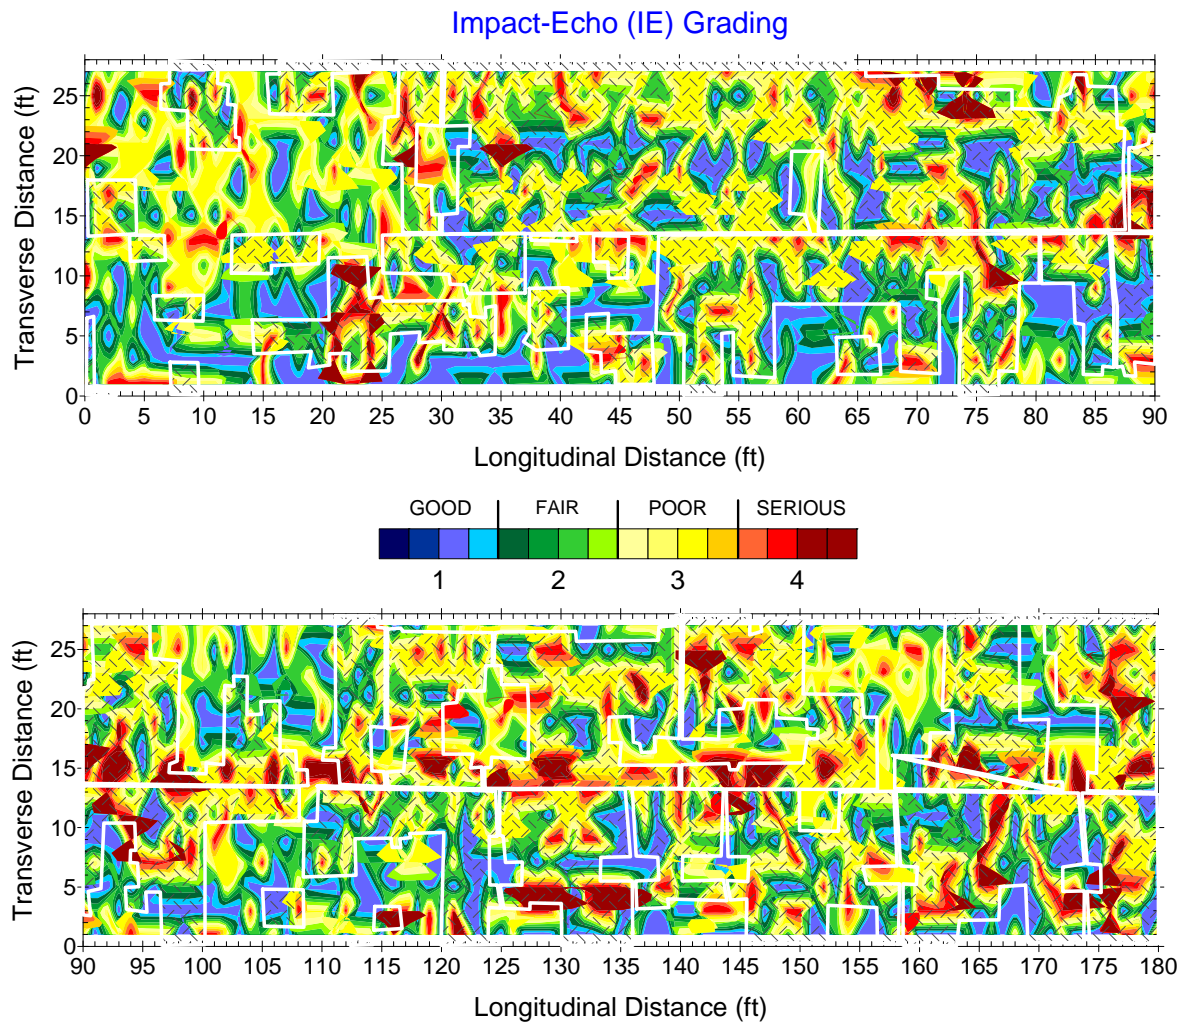 Impact-Echo (IE) Grading
Transverse Distance (ft)
25
20
15
10
5
0
0 5 10 15 20 25 30 35 40 45 50 55 60 65 70 75 80 85 90
Longitudinal Distance (ft)
GOOD FAIR POOR SERIOUS
1 2 3 4
Transverse Distance (ft)
25
20
15
10
5
0
90 95 100 105 110 115 120 125 130 135 140 145 150 155 160 165 170 175 180
Longitudinal Distance (ft)